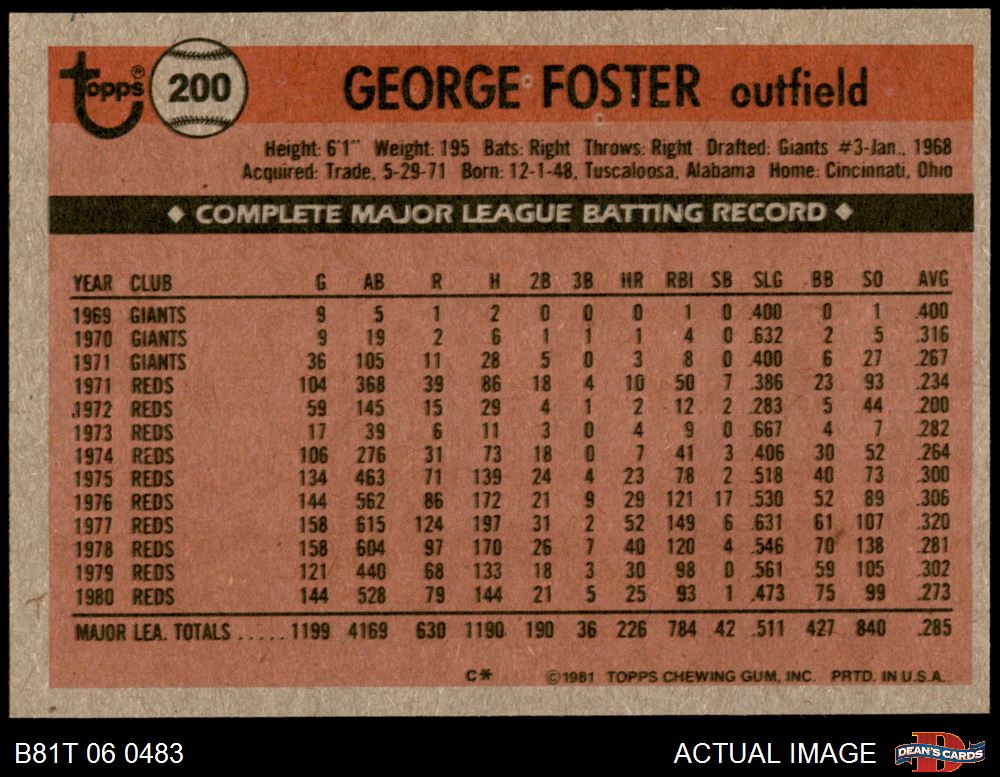 topps® 200 GEORGE FOSTER outfield
Height: 6'1" Weight: 195 Bats: Right Throws: Right Drafted: Giants #3-Jan., 1968
Acquired: Trade, 5-29-71 Born: 12-1-48, Tuscaloosa, Alabama Home: Cincinnati, Ohio
◆ COMPLETE MAJOR LEAGUE BATTING RECORD ◆
YEAR CLUB G AB R H 2B 3B HR RBI SB SLG BB SO AVG
1969 GIANTS 9 5 1 2 0 0 0 1 0 .400 0 1 .400
1970 GIANTS 9 19 2 6 1 1 1 4 0 .632 2 5 .316
1971 GIANTS 36 105 11 28 5 0 3 8 0 .400 6 27 .267
1971 REDS 104 368 39 86 18 4 10 50 7 .386 23 93 .234
1972 REDS 59 145 15 29 4 1 2 12 2 .283 5 44 .200
1973 REDS 17 39 6 11 3 0 4 9 0 .667 4 7 .282
1974 REDS 106 276 31 73 18 0 7 41 3 .406 30 52 .264
1975 REDS 134 463 71 139 24 4 23 78 2 .518 40 73 .300
1976 REDS 144 562 86 172 21 9 29 121 17 .530 52 89 .306
1977 REDS 158 615 124 197 31 2 52 149 6 .631 61 107 .320
1978 REDS 158 604 97 170 26 7 40 120 4 .546 70 138 .281
1979 REDS 121 440 68 133 18 3 30 98 0 .561 59 105 .302
1980 REDS 144 528 79 144 21 5 25 93 1 .473 75 99 .273
MAJOR LEA. TOTALS ..... 1199 4169 630 1190 190 36 226 784 42 .511 427 840 .285
C* ©1981 TOPPS CHEWING GUM, INC. PRTD. IN U.S.A.
B81T 06 0483 ACTUAL IMAGE DEAN'S CARDS